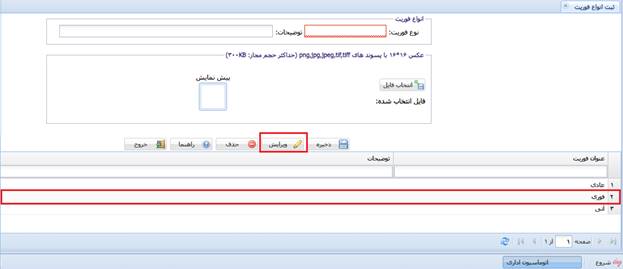 ثبت انواع فوریت
انواع فوریت
نوع فوریت: توضیحات:
عکس ۱۶*۱۶ با پسوند های png,jpg,jpeg,tif,tiff (حداکثر حجم مجاز: ۳۰۰KB)
پیش نمایش
انتخاب فایل
فایل انتخاب شده:
ذخیره ویرایش حذف راهنما خروج
عنوان فوریت توضیحات
۱ عادی
۲ فوری
۳ آنی
صفحه ۱ از ۱
شروع اتوماسیون اداری